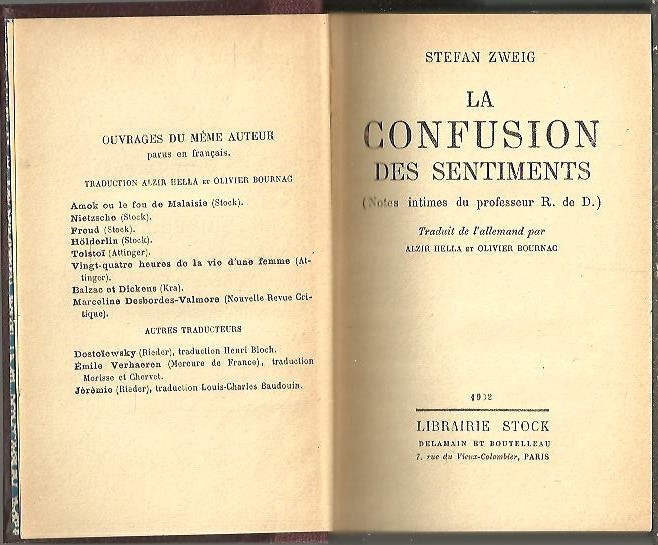 OUVRAGES DU MÊME AUTEUR
parus en français.
TRADUCTION ALZIR HELLA ET OLIVIER BOURNAC
Amok ou le fou de Malaisie (Stock).
Nietzsche (Stock).
Freud (Stock).
Hölderlin (Stock).
Tolstoï (Attinger).
Vingt-quatre heures de la vie d'une femme (At-
tinger).
Balzac et Dickens (Kra).
Marceline Desbordes-Valmore (Nouvelle Revue Cri-
tique).
AUTRES TRADUCTEURS
Dostoïewsky (Rieder), traduction Henri Bloch.
Émile Verhaeren (Mercure de France), traduction
Morisse et Chervet.
Jérémie (Rieder), traduction Louis-Charles Baudouin.
STEFAN ZWEIG
LA
CONFUSION
DES SENTIMENTS
(Notes intimes du professeur R. de D.)
Traduit de l'allemand par
ALZIR HELLA ET OLIVIER BOURNAC
LIBRAIRIE STOCK
DELAMAIN ET BOUTELLEAU
7, rue du Vieux-Colombier, PARIS